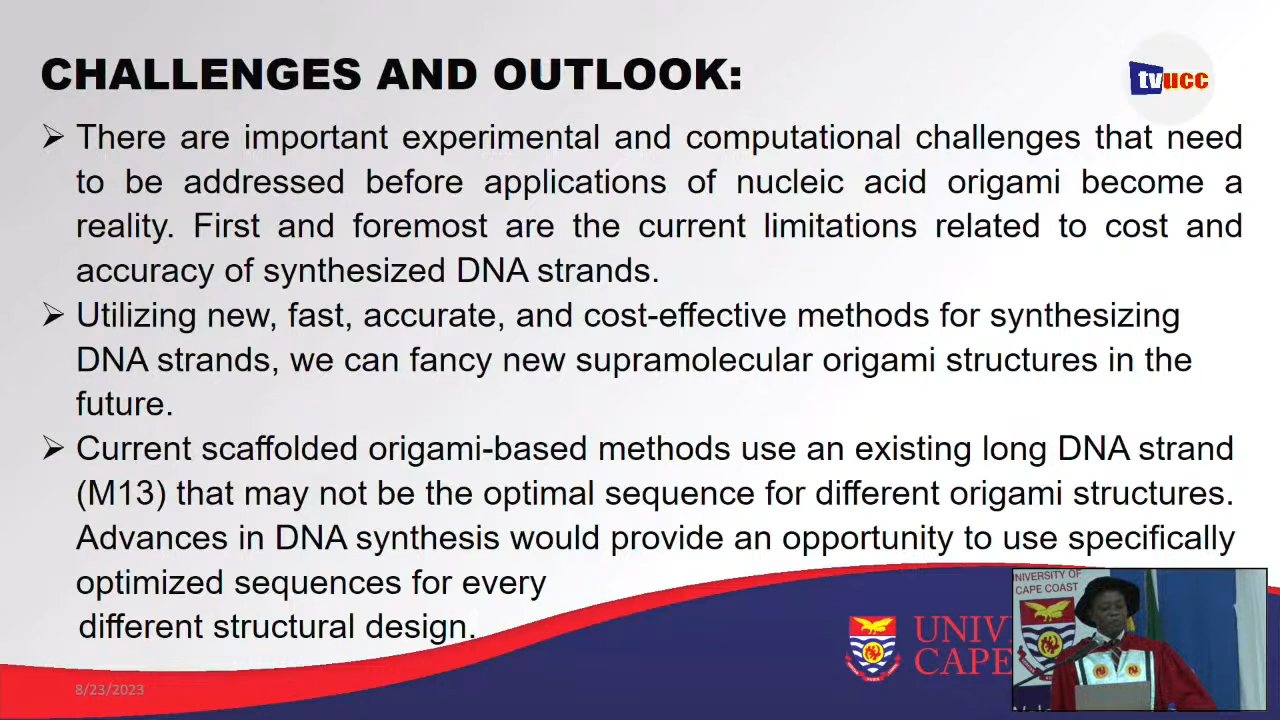 CHALLENGES AND OUTLOOK:
tvucc
➢ There are important experimental and computational challenges that need
to be addressed before applications of nucleic acid origami become a
reality. First and foremost are the current limitations related to cost and
accuracy of synthesized DNA strands.
➢ Utilizing new, fast, accurate, and cost-effective methods for synthesizing
DNA strands, we can fancy new supramolecular origami structures in the
future.
➢ Current scaffolded origami-based methods use an existing long DNA strand
(M13) that may not be the optimal sequence for different origami structures.
Advances in DNA synthesis would provide an opportunity to use specifically
optimized sequences for every
different structural design.
UNIVERSITY OF
CAPE COAST
UNIV
CAPE
8/23/2023